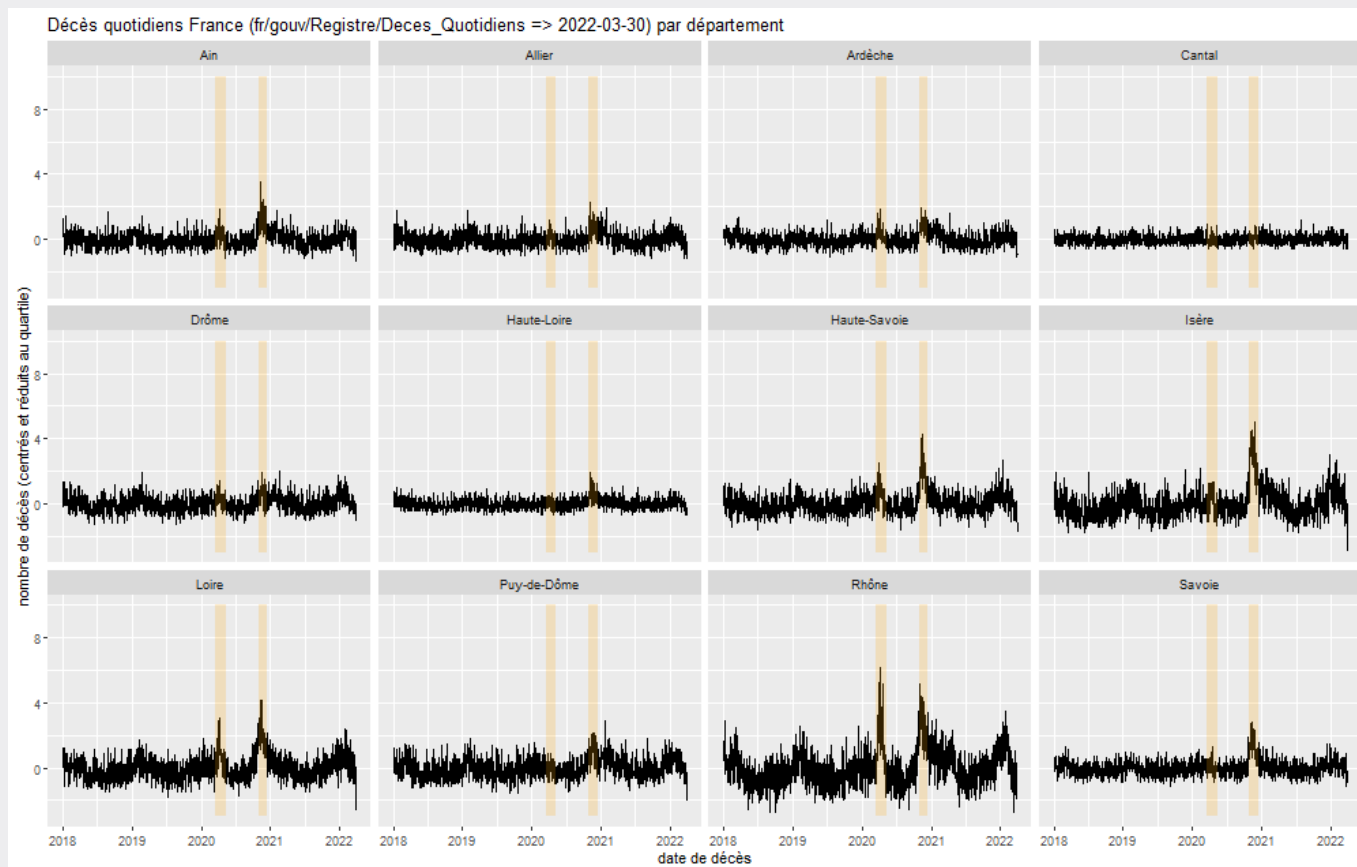 Décès quotidiens France (fr/gouv/Registre/Deces_Quotidiens => 2022-03-30) par département
Ain Allier Ardèche Cantal
8
4
0
Drôme Haute-Loire Haute-Savoie Isère
8
4
0
Loire Puy-de-Dôme Rhône Savoie
8
4
0
nombre de décès (centrés et réduits au quartile)
2018 2019 2020 2021 2022 2018 2019 2020 2021 2022 2018 2019 2020 2021 2022 2018 2019 2020 2021 2022
date de décès